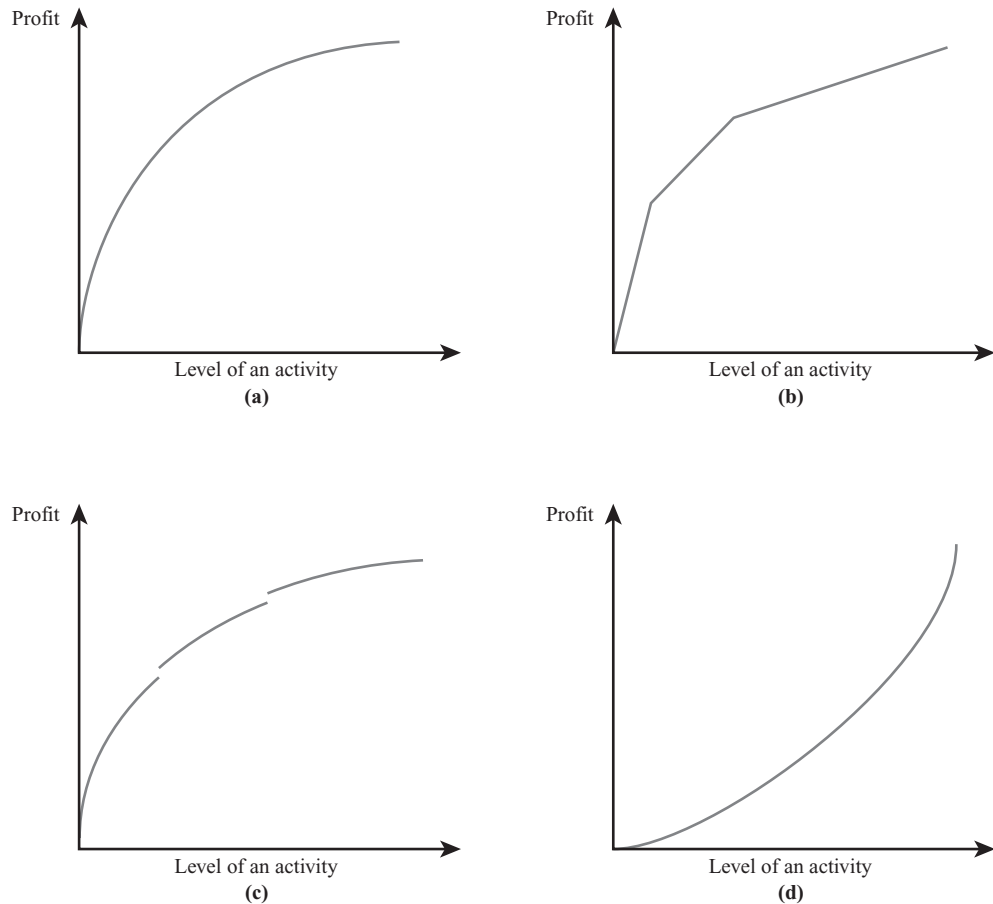 Profit
Level of an activity
(a)
Profit
Level of an activity
(b)
Profit
Level of an activity
(c)
Profit
Level of an activity
(d)